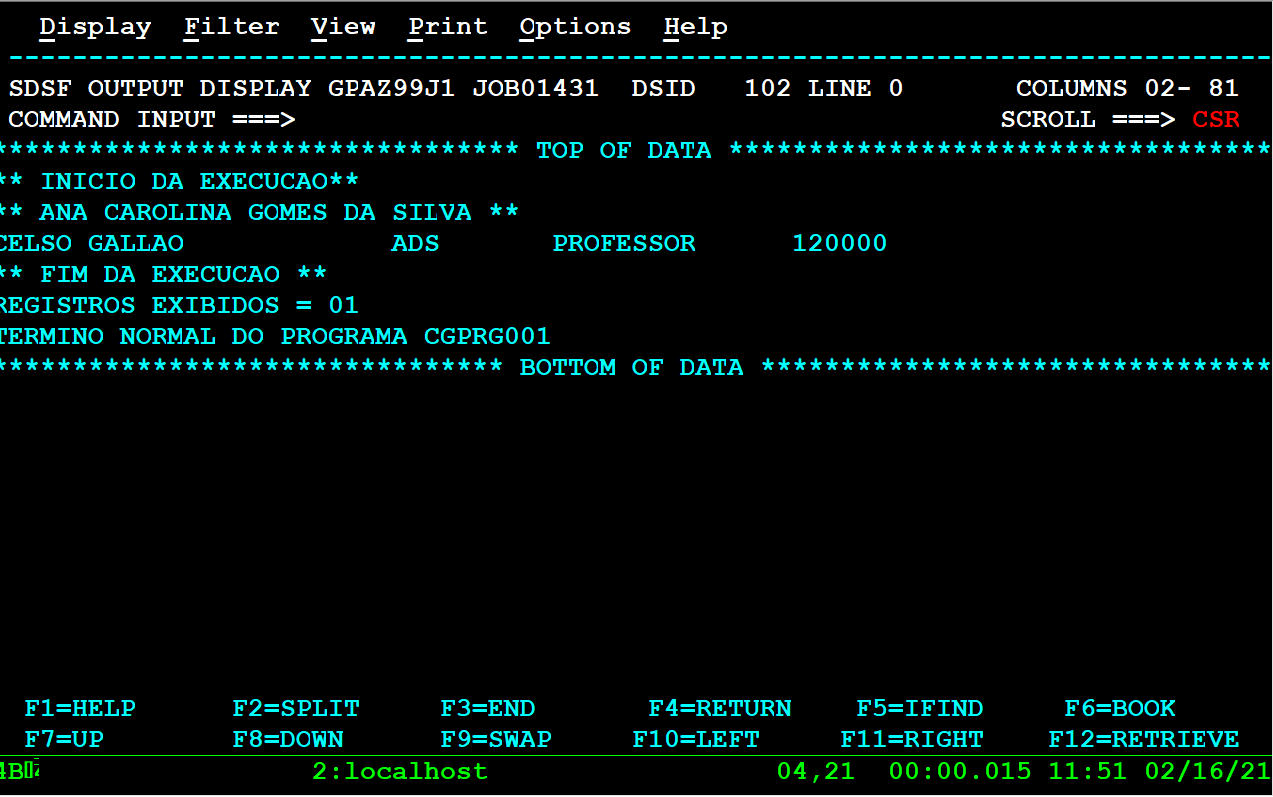 Display Filter View Print Options Help
--------------------------------------------------------------------------------
SDSF OUTPUT DISPLAY GPAZ99J1 JOB01431 DSID 102 LINE 0 COLUMNS 02- 81
COMMAND INPUT ===> SCROLL ===> CSR
********************************* TOP OF DATA **********************************
** INICIO DA EXECUCAO**
** ANA CAROLINA GOMES DA SILVA **
CELSO GALLAO ADS PROFESSOR 120000
** FIM DA EXECUCAO **
REGISTROS EXIBIDOS = 01
TERMINO NORMAL DO PROGRAMA CGPRG001
******************************** BOTTOM OF DATA ********************************
F1=HELP F2=SPLIT F3=END F4=RETURN F5=IFIND F6=BOOK
F7=UP F8=DOWN F9=SWAP F10=LEFT F11=RIGHT F12=RETRIEVE
4B 2:localhost 04,21 00:00.015 11:51 02/16/21